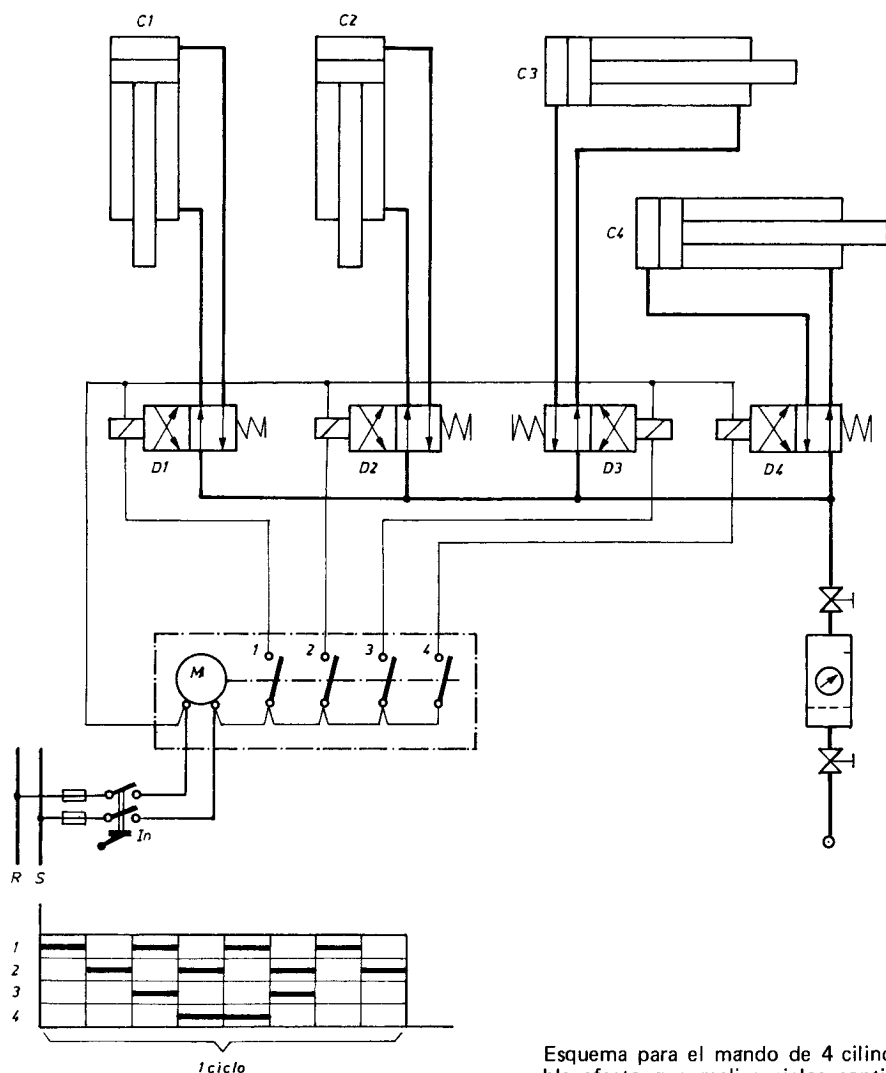 C1
C2
C3
C4
D1
D2
D3
D4
1
2
3
4
M
In
R
S
1
2
3
4
1 ciclo
Esquema para el mando de 4 cilind